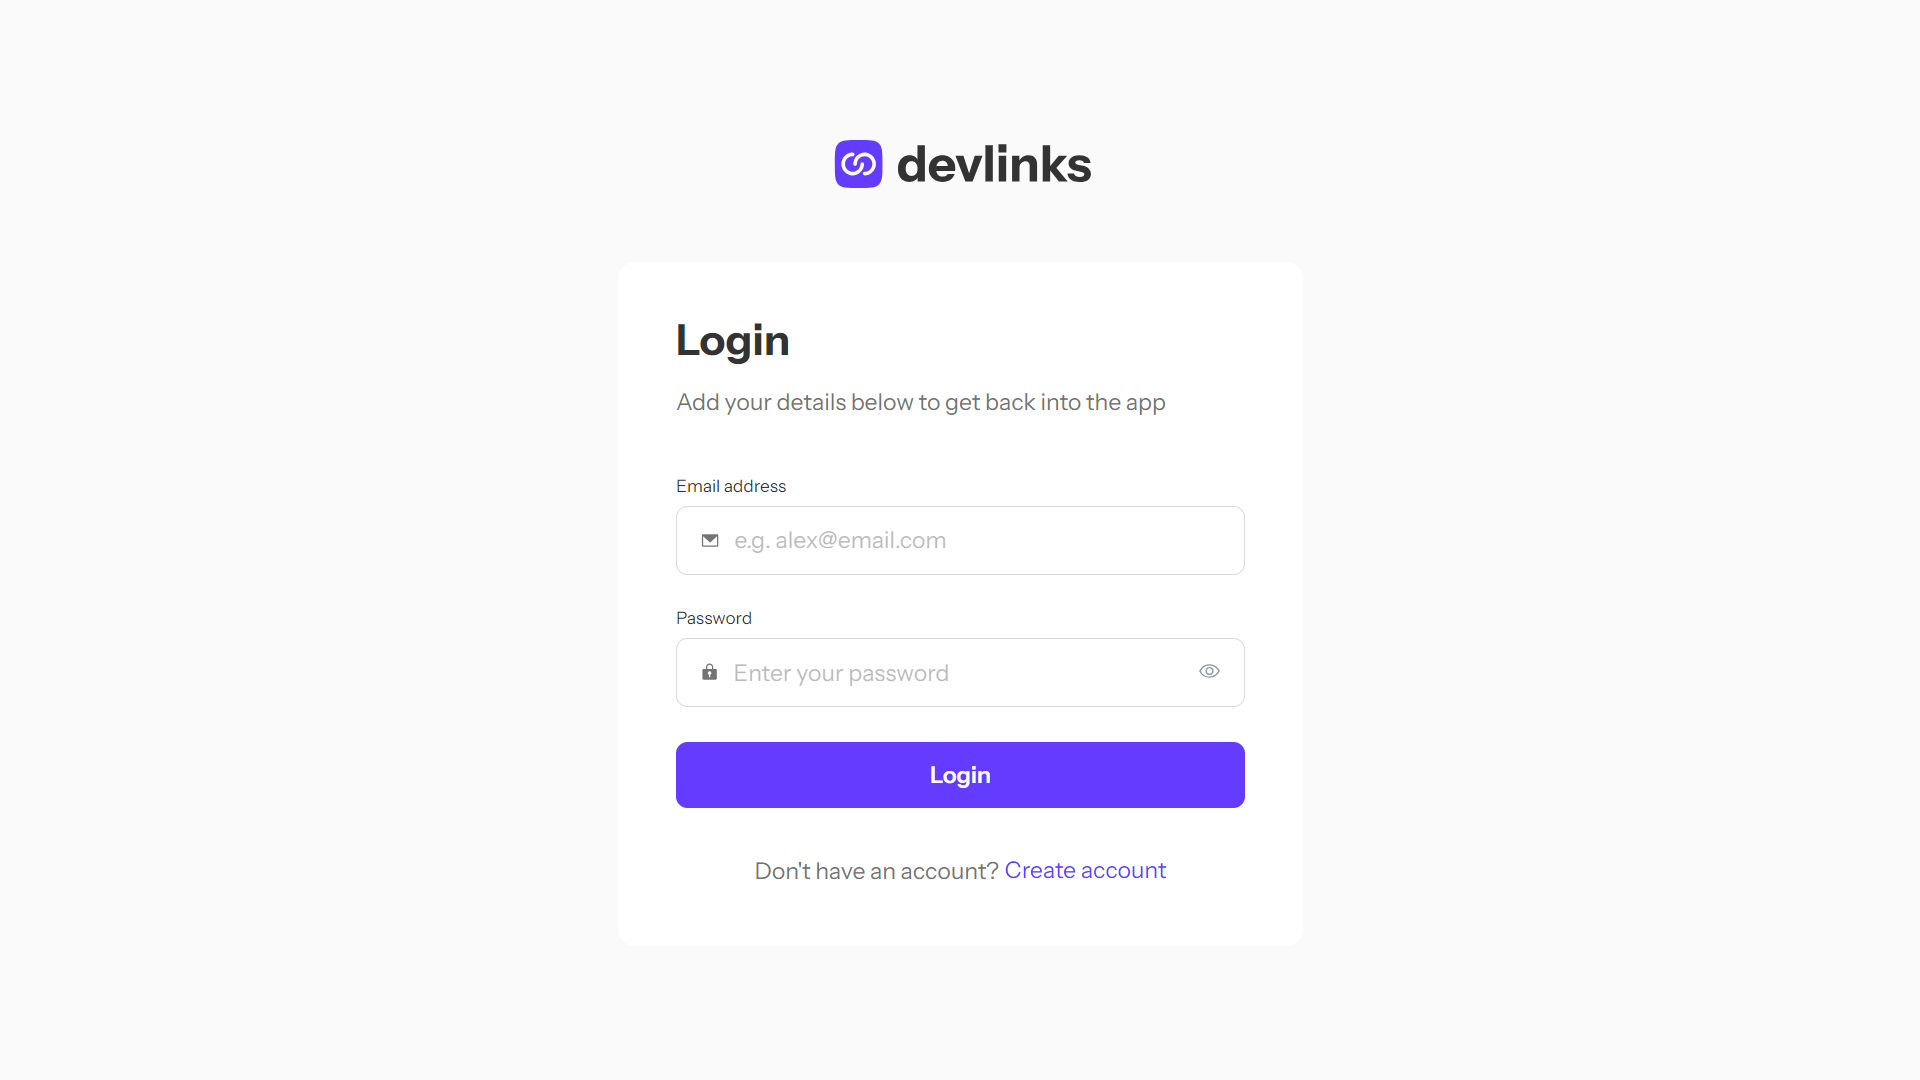 devlinks
Login
Add your details below to get back into the app
Email address
e.g. alex@email.com
Password
Enter your password
Login
Don't have an account? Create account